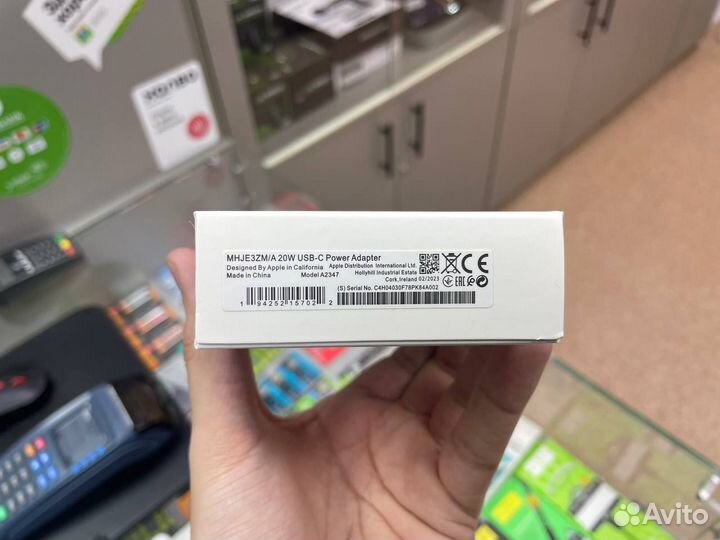 MHJE3ZM/A 20W USB-C Power Adapter
Designed By Apple in California
Made in China
Model A2347
Apple Distribution International Ltd.
Hollyhill Industrial Estate
Cork, Ireland 02/2023
(S) Serial No. C4H04030F78PK84A002
1 94252 15702 2
Avito